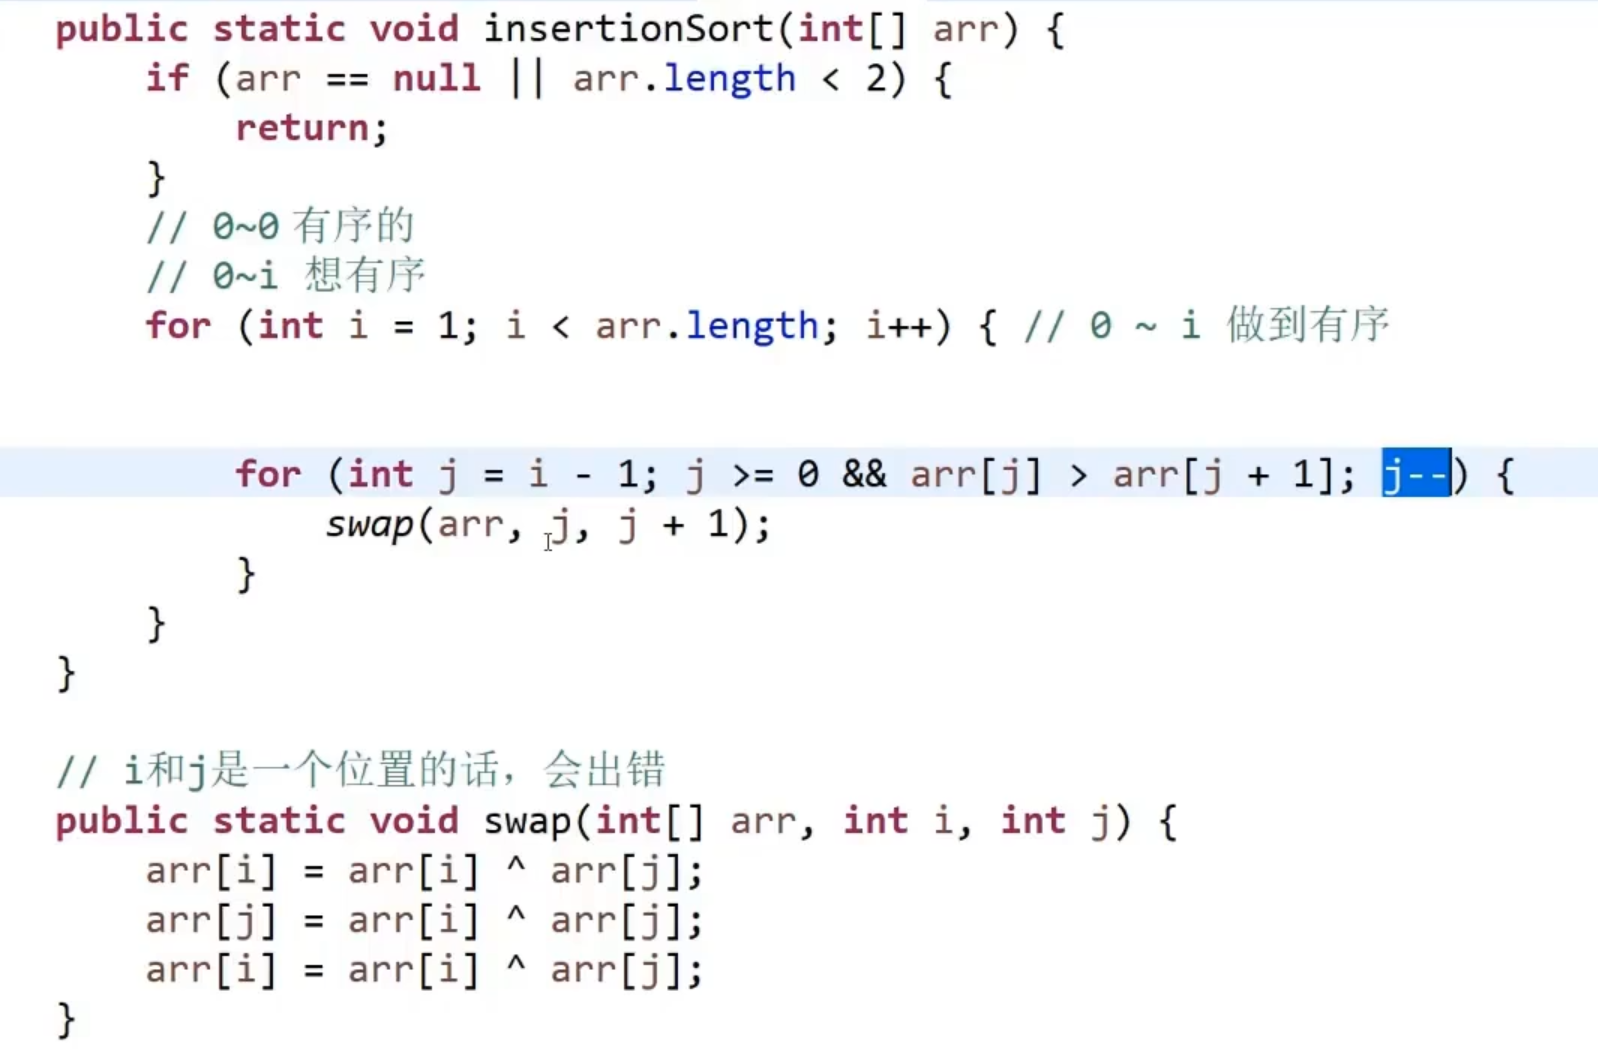 public static void insertionSort(int[] arr) {
if (arr == null || arr.length < 2) {
return;
}
// 0~0 有序的
// 0~i 想有序
for (int i = 1; i < arr.length; i++) { // 0 ~ i 做到有序
for (int j = i - 1; j >= 0 && arr[j] > arr[j + 1]; j--) {
swap(arr, j, j + 1);
}
}
}
// i和j是一个位置的话，会出错
public static void swap(int[] arr, int i, int j) {
arr[i] = arr[i] ^ arr[j];
arr[j] = arr[i] ^ arr[j];
arr[i] = arr[i] ^ arr[j];
}